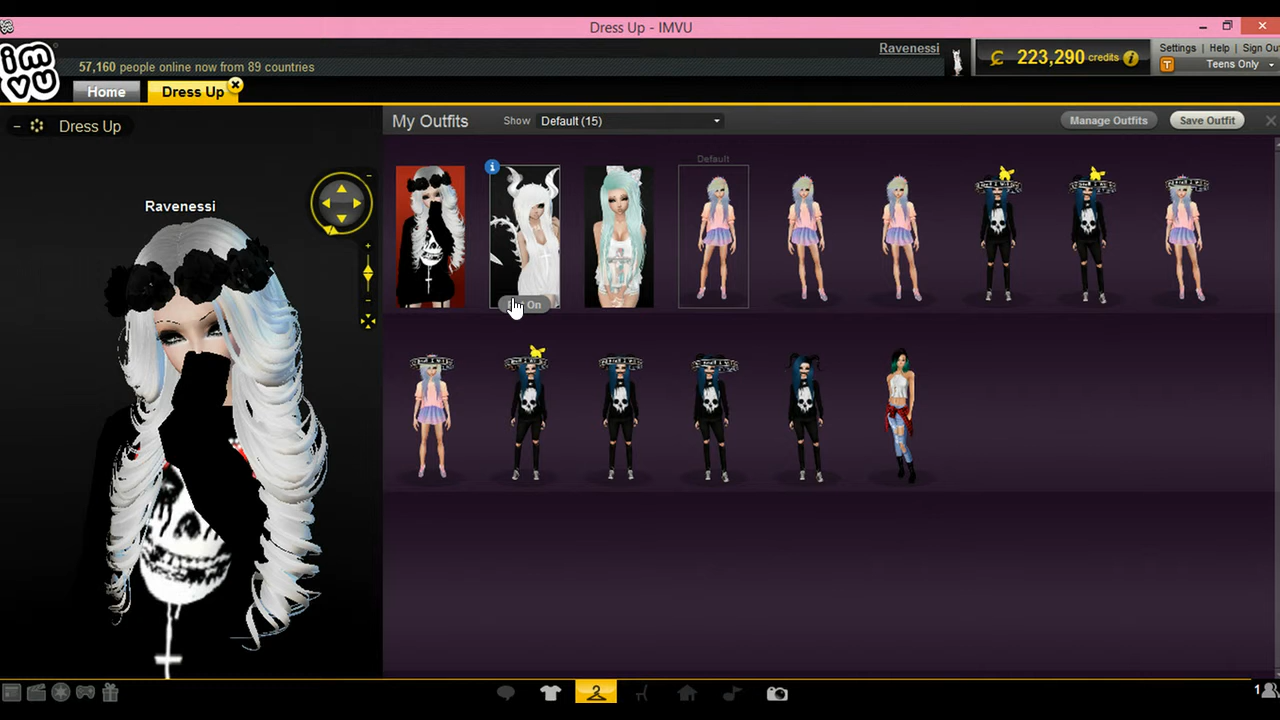 Dress Up - IMVU
imvu
57,160 people online now from 89 countries
Ravenessi
223,290 credits
Settings | Help | Sign Ou
T Teens Only
Home
Dress Up
Dress Up
My Outfits
Show Default (15)
Manage Outfits
Save Outfit
Ravenessi
Default
On
1